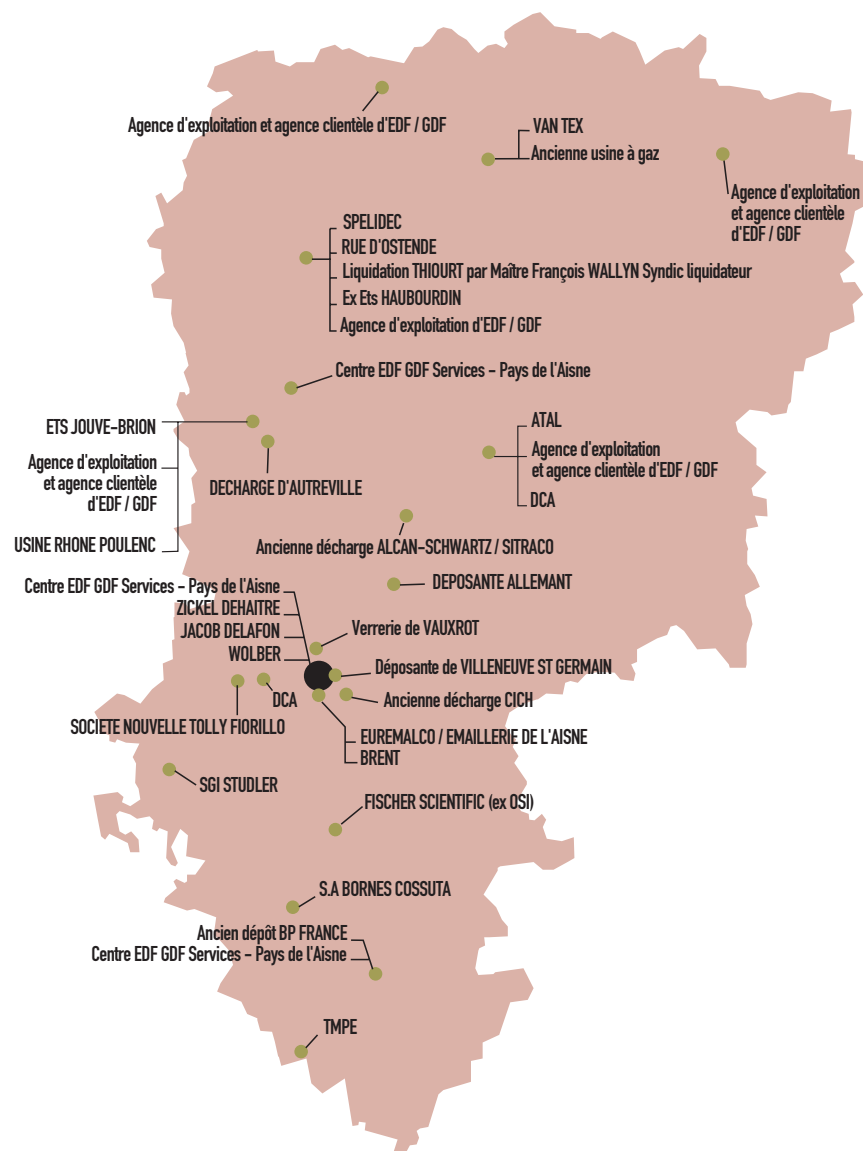 Agence d'exploitation et agence clientèle d'EDF / GDF
VAN TEX
Ancienne usine à gaz
Agence d'exploitation
et agence clientèle
d'EDF / GDF
SPELIDEC
RUE D'OSTENDE
Liquidation THIOURT par Maître François WALLYN Syndic liquidateur
Ex Ets HAUBOURDIN
Agence d'exploitation d'EDF / GDF
Centre EDF GDF Services - Pays de l'Aisne
ETS JOUVE-BRION
Agence d'exploitation
et agence clientèle
d'EDF / GDF
USINE RHONE POULENC
DECHARGE D'AUTREVILLE
ATAL
Agence d'exploitation
et agence clientèle d'EDF / GDF
DCA
Ancienne décharge ALCAN-SCHWARTZ / SITRACO
DEPOSANTE ALLEMANT
Centre EDF GDF Services - Pays de l'Aisne
ZICKEL DEHAITRE
JACOB DELAFON
WOLBER
Verrerie de VAUXROT
Déposante de VILLENEUVE ST GERMAIN
DCA
Ancienne décharge CICH
SOCIETE NOUVELLE TOLLY FIORILLO
EUREMALCO / EMAILLERIE DE L'AISNE
BRENT
SGI STUDLER
FISCHER SCIENTIFIC (ex OSI)
S.A BORNES COSSUTA
Ancien dépôt BP FRANCE
Centre EDF GDF Services - Pays de l'Aisne
TMPE